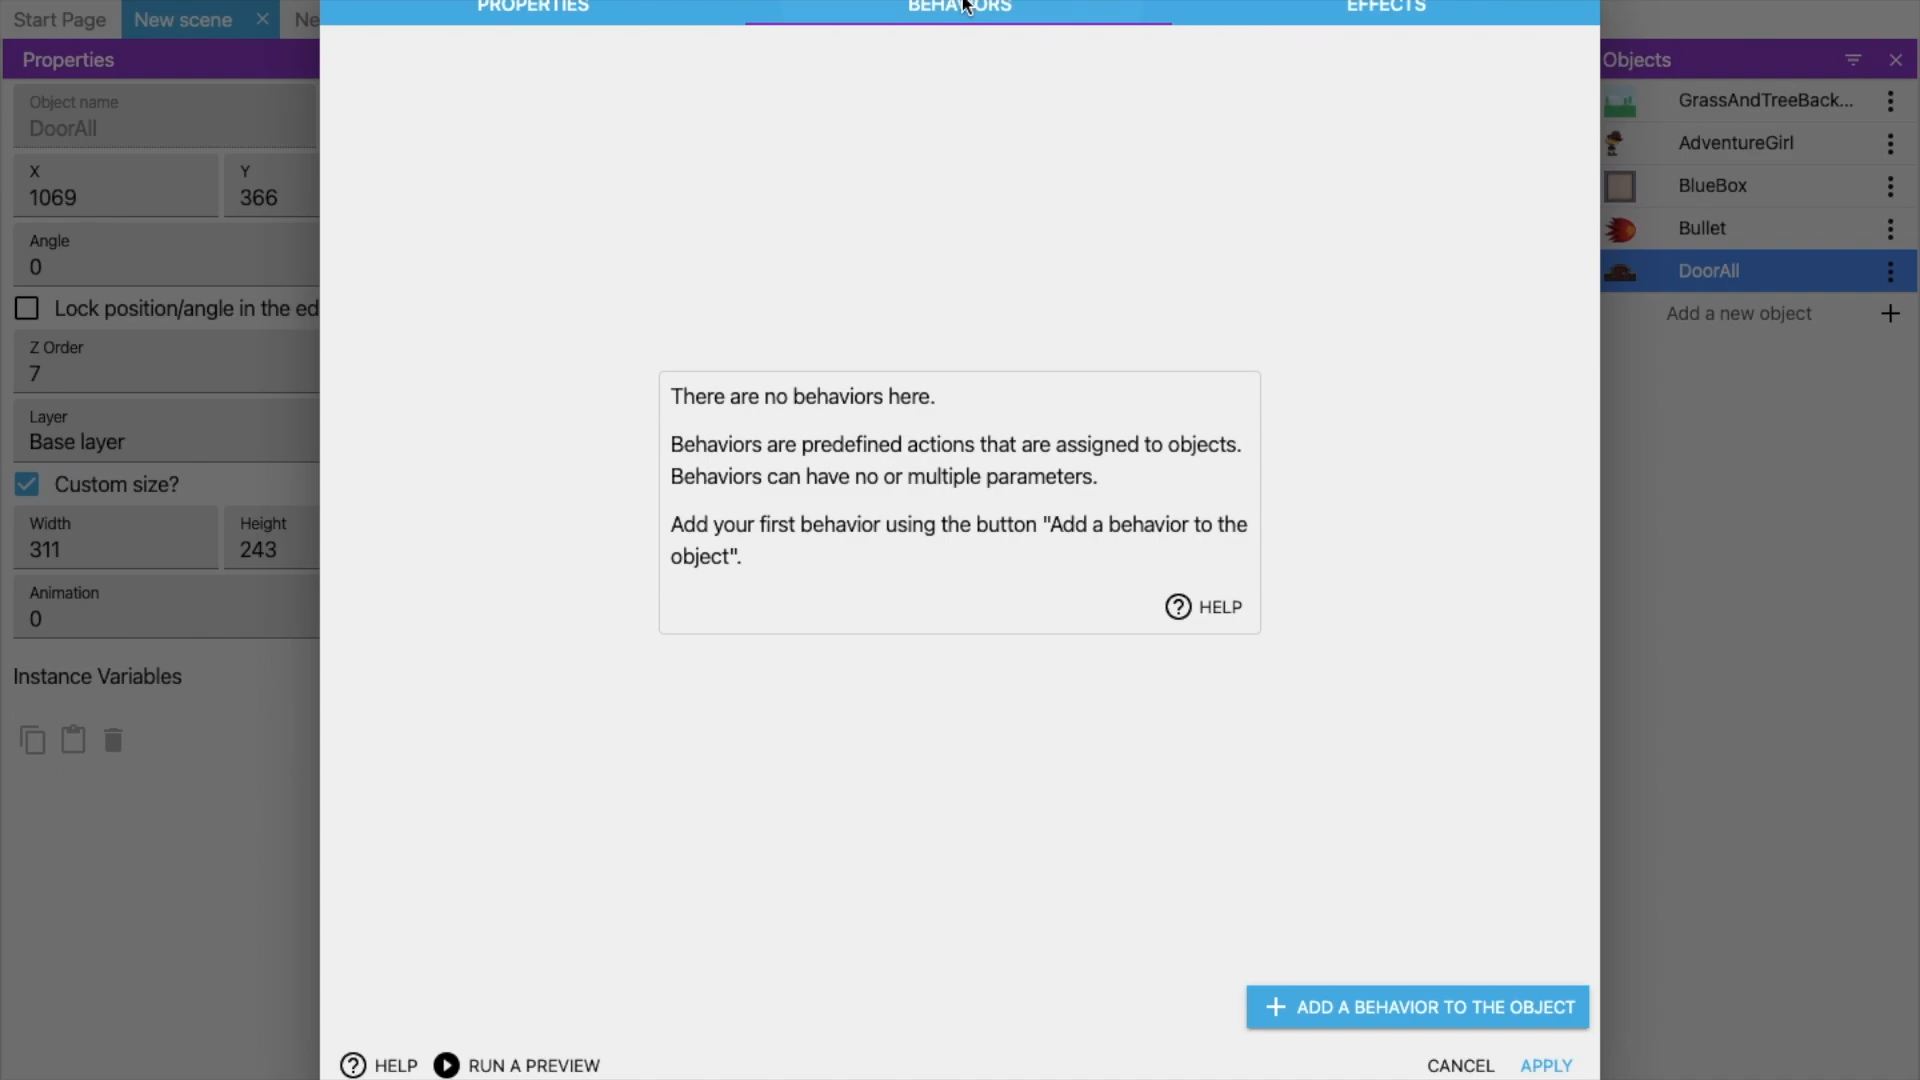 Start Page
New scene
Ne
PROPERTIES
BEHAVIORS
EFFECTS
Properties
Objects
Object name
DoorAll
X
1069
Y
366
Angle
0
Lock position/angle in the ed
Z Order
7
Layer
Base layer
Custom size?
Width
311
Height
243
Animation
0
Instance Variables
There are no behaviors here.
Behaviors are predefined actions that are assigned to objects.
Behaviors can have no or multiple parameters.
Add your first behavior using the button "Add a behavior to the
object".
HELP
ADD A BEHAVIOR TO THE OBJECT
HELP
RUN A PREVIEW
CANCEL
APPLY
GrassAndTreeBack...
AdventureGirl
BlueBox
Bullet
DoorAll
Add a new object